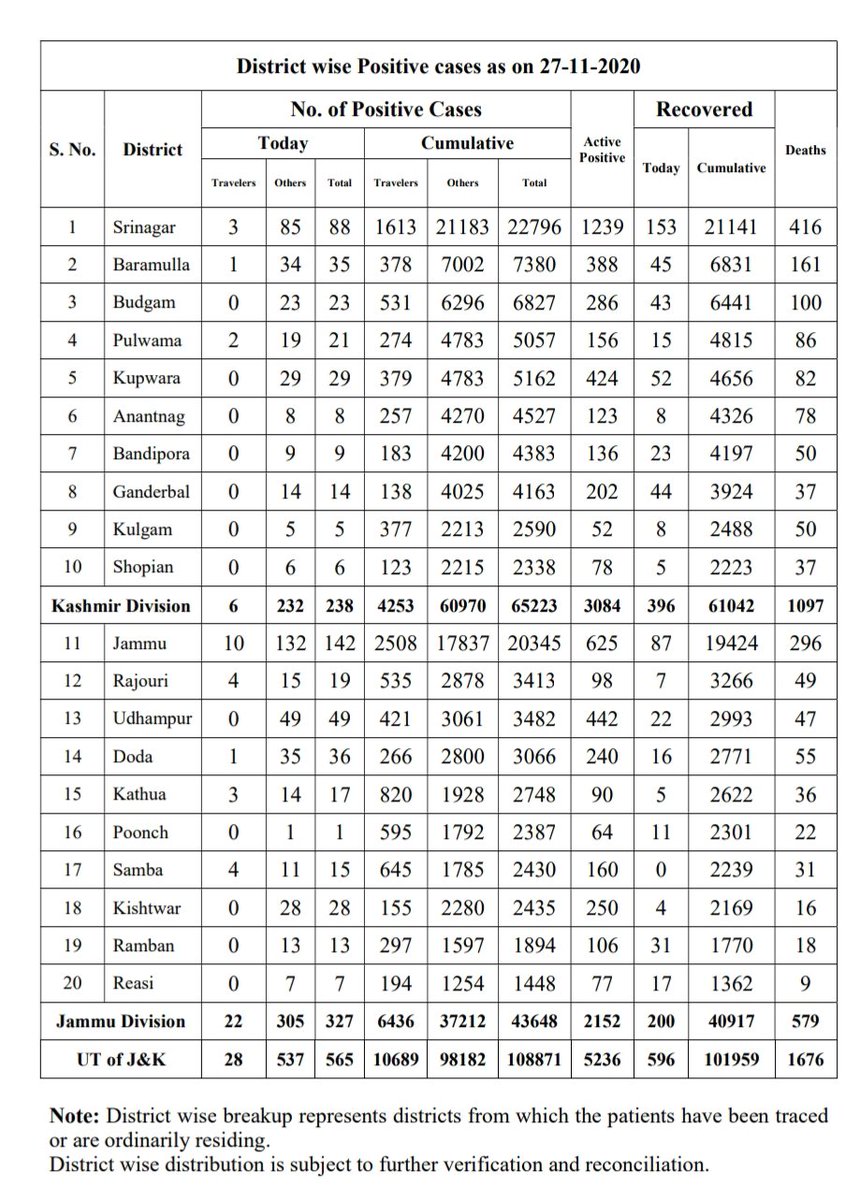 District wise Positive cases as on 27-11-2020
S. No. District No. of Positive Cases Active Positive Recovered Deaths
Today Cumulative Today Cumulative
Travelers Others Total Travelers Others Total
1 Srinagar 3 85 88 1613 21183 22796 1239 153 21141 416
2 Baramulla 1 34 35 378 7002 7380 388 45 6831 161
3 Budgam 0 23 23 531 6296 6827 286 43 6441 100
4 Pulwama 2 19 21 274 4783 5057 156 15 4815 86
5 Kupwara 0 29 29 379 4783 5162 424 52 4656 82
6 Anantnag 0 8 8 257 4270 4527 123 8 4326 78
7 Bandipora 0 9 9 183 4200 4383 136 23 4197 50
8 Ganderbal 0 14 14 138 4025 4163 202 44 3924 37
9 Kulgam 0 5 5 377 2213 2590 52 8 2488 50
10 Shopian 0 6 6 123 2215 2338 78 5 2223 37
Kashmir Division 6 232 238 4253 60970 65223 3084 396 61042 1097
11 Jammu 10 132 142 2508 17837 20345 625 87 19424 296
12 Rajouri 4 15 19 535 2878 3413 98 7 3266 49
13 Udhampur 0 49 49 421 3061 3482 442 22 2993 47
14 Doda 1 35 36 266 2800 3066 240 16 2771 55
15 Kathua 3 14 17 820 1928 2748 90 5 2622 36
16 Poonch 0 1 1 595 1792 2387 64 11 2301 22
17 Samba 4 11 15 645 1785 2430 160 0 2239 31
18 Kishtwar 0 28 28 155 2280 2435 250 4 2169 16
19 Ramban 0 13 13 297 1597 1894 106 31 1770 18
20 Reasi 0 7 7 194 1254 1448 77 17 1362 9
Jammu Division 22 305 327 6436 37212 43648 2152 200 40917 579
UT of J&K 28 537 565 10689 98182 108871 5236 596 101959 1676
Note: District wise breakup represents districts from which the patients have been traced
or are ordinarily residing.
District wise distribution is subject to further verification and reconciliation.